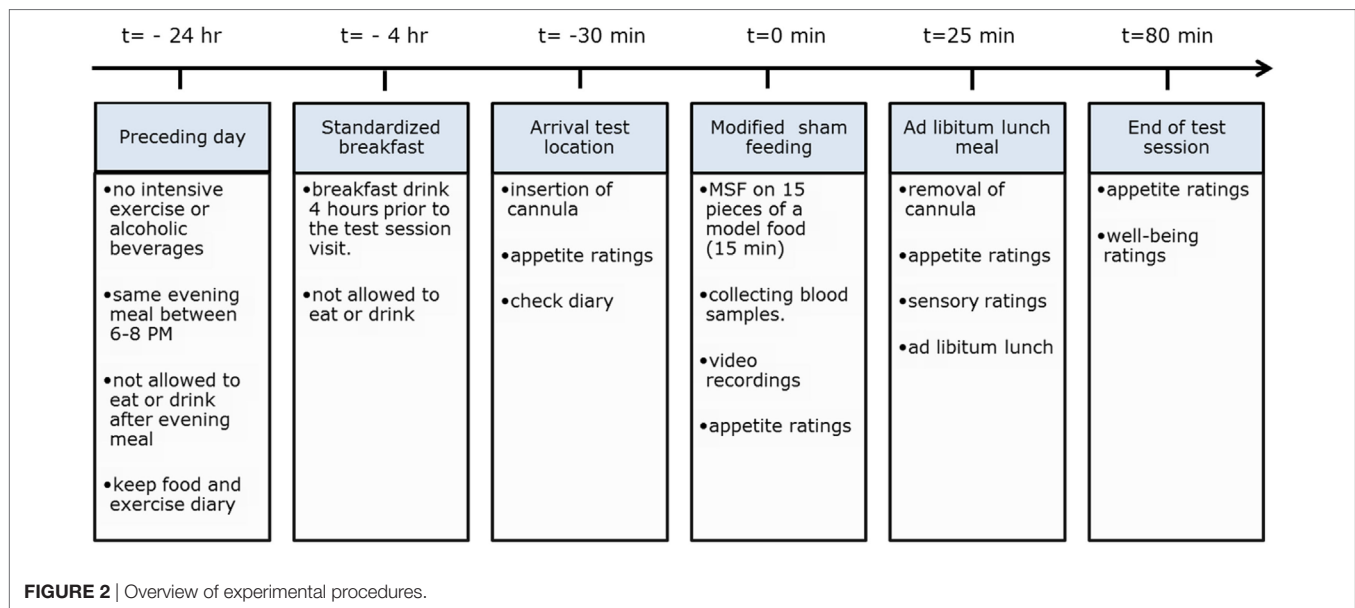 t= - 24 hr
t= - 4 hr
t= -30 min
t=0 min
t=25 min
t=80 min
Preceding day
•no intensive
exercise or
alcoholic
beverages
•same evening
meal between
6-8 PM
•not allowed to
eat or drink
after evening
meal
•keep food and
exercise diary
Standardized
breakfast
•breakfast drink
4 hours prior to
the test session
visit.
•not allowed to
eat or drink
Arrival test
location
•insertion of
cannula
•appetite ratings
•check diary
Modified sham
feeding
•MSF on 15
pieces of a
model food
(15 min)
•collecting blood
samples.
•video
recordings
•appetite ratings
Ad libitum lunch
meal
•removal of
cannula
•appetite ratings
•sensory ratings
•ad libitum lunch
End of test
session
•appetite ratings
•well-being
ratings
FIGURE 2 | Overview of experimental procedures.